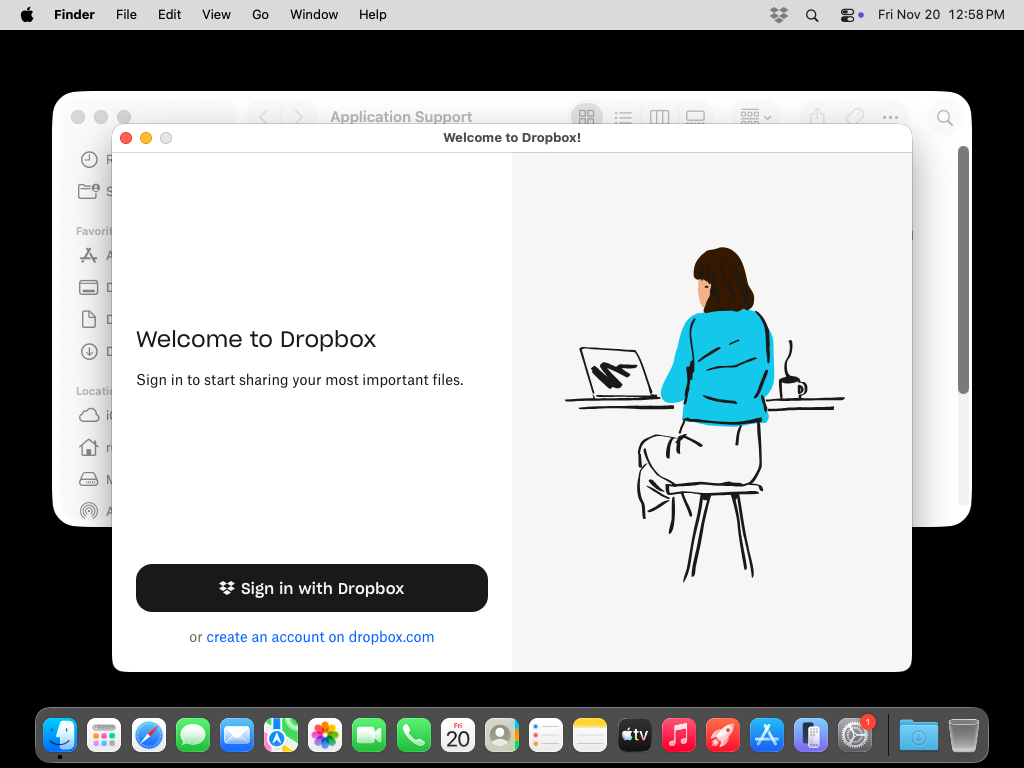 Finder File Edit View Go Window Help Fri Nov 20 12:58 PM
Application Support
Welcome to Dropbox!
Favorit
Locatio
Welcome to Dropbox
Sign in to start sharing your most important files.
Sign in with Dropbox
or create an account on dropbox.com
Fri
20
tv
1